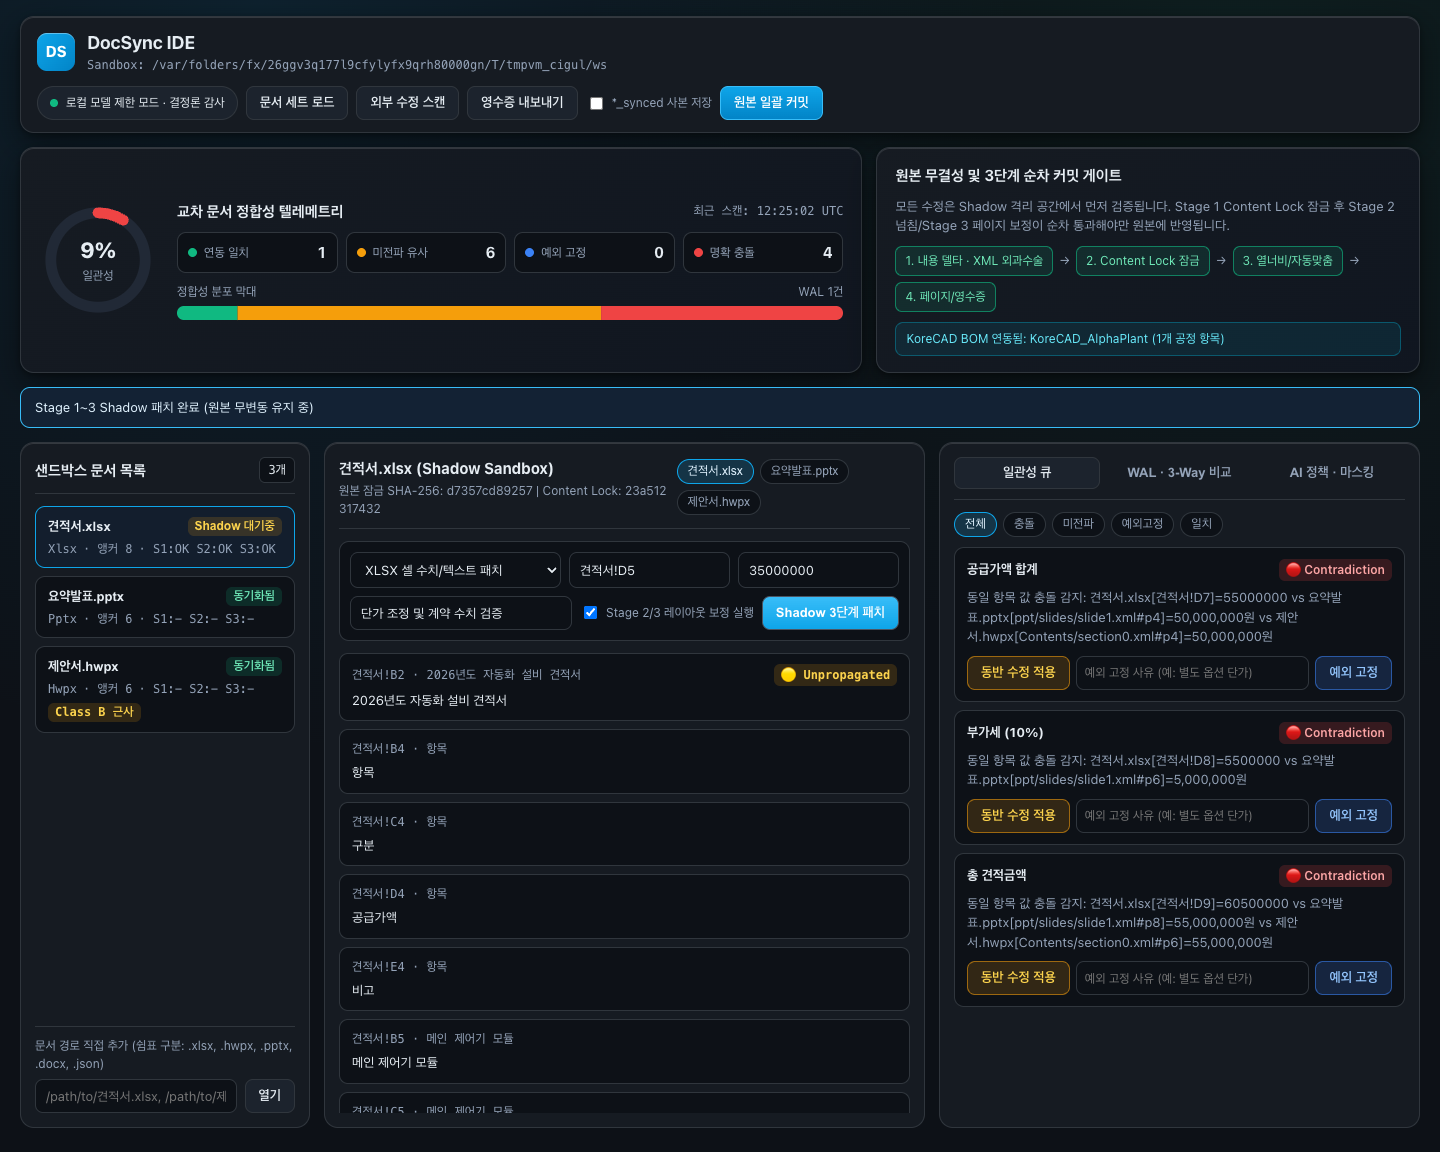 DS
DocSync IDE
Sandbox: /var/folders/fx/26ggv3q177l9cfylyfx9qrh80000gn/T/tmpvm_cigul/ws
로컬 모델 제한 모드 · 결정론 감사
문서 세트 로드
외부 수정 스캔
영수증 내보내기
*_synced 사본 저장
원본 일괄 커밋
9%
일관성
교차 문서 정합성 텔레메트리
최근 스캔: 12:25:02 UTC
연동 일치 1
미전파 유사 6
예외 고정 0
명확 충돌 4
정합성 분포 막대
WAL 1건
원본 무결성 및 3단계 순차 커밋 게이트
모든 수정은 Shadow 격리 공간에서 먼저 검증됩니다. Stage 1 Content Lock 잠금 후 Stage 2
넘침/Stage 3 페이지 보정이 순차 통과해야만 원본에 반영됩니다.
1. 내용 델타 · XML 외과수술 → 2. Content Lock 잠금 → 3. 열너비/자동맞춤 →
4. 페이지/영수증
KoreCAD BOM 연동됨: KoreCAD_AlphaPlant (1개 공정 항목)
Stage 1~3 Shadow 패치 완료 (원본 무변동 유지 중)
샌드박스 문서 목록
3개
견적서.xlsx
Shadow 대기중
Xlsx · 앵커 8 · S1:OK S2:OK S3:OK
요약발표.pptx
동기화됨
Pptx · 앵커 6 · S1:— S2:— S3:—
제안서.hwpx
동기화됨
Hwpx · 앵커 6 · S1:— S2:— S3:—
Class B 근사
문서 경로 직접 추가 (쉼표 구분: .xlsx, .hwpx, .pptx,
.docx, .json)
/path/to/견적서.xlsx, /path/to/제
열기
견적서.xlsx (Shadow Sandbox)
원본 잠금 SHA-256: d7357cd89257 | Content Lock: 23a512
317432
견적서.xlsx
요약발표.pptx
제안서.hwpx
XLSX 셀 수치/텍스트 패치
견적서!D5
35000000
단가 조정 및 계약 수치 검증
Stage 2/3 레이아웃 보정 실행
Shadow 3단계 패치
견적서!B2 · 2026년도 자동화 설비 견적서
Unpropagated
2026년도 자동화 설비 견적서
견적서!B4 · 항목
항목
견적서!C4 · 항목
구분
견적서!D4 · 항목
공급가액
견적서!E4 · 항목
비고
견적서!B5 · 메인 제어기 모듈
메인 제어기 모듈
견적서!C5 · 메인 제어기 모듈
일관성 큐
WAL · 3-Way 비교
AI 정책 · 마스킹
전체
충돌
미전파
예외고정
일치
공급가액 합계
Contradiction
동일 항목 값 충돌 감지: 견적서.xlsx[견적서!D7]=55000000 vs 요약발
표.pptx[ppt/slides/slide1.xml#p4]=50,000,000원 vs 제안
서.hwpx[Contents/section0.xml#p4]=50,000,000원
동반 수정 적용
예외 고정 사유 (예: 별도 옵션 단가)
예외 고정
부가세 (10%)
Contradiction
동일 항목 값 충돌 감지: 견적서.xlsx[견적서!D8]=5500000 vs 요약발
표.pptx[ppt/slides/slide1.xml#p6]=5,000,000원
동반 수정 적용
예외 고정 사유 (예: 별도 옵션 단가)
예외 고정
총 견적금액
Contradiction
동일 항목 값 충돌 감지: 견적서.xlsx[견적서!D9]=60500000 vs 요약발
표.pptx[ppt/slides/slide1.xml#p8]=55,000,000원 vs 제안
서.hwpx[Contents/section0.xml#p6]=55,000,000원
동반 수정 적용
예외 고정 사유 (예: 별도 옵션 단가)
예외 고정